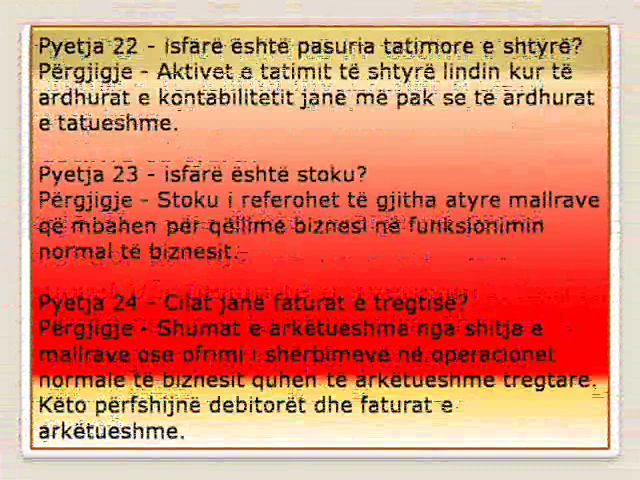 Pyetja 22 - isfarë është pasuria tatimore e shtyrë?
Përgjigje - Aktivet e tatimit të shtyrë lindin kur të
ardhurat e kontabilitetit janë më pak se të ardhurat
e tatueshme.
Pyetja 23 - isfarë është stoku?
Përgjigje - Stoku i referohet të gjitha atyre mallrave
që mbahen për qëllime biznesi në funksionimin
normal të biznesit.
Pyetja 24 - Cilat janë faturat e tregtisë?
Përgjigje - Shumat e arkëtueshme nga shitja e
mallrave ose ofrimi i shërbimeve në operacionet
normale të biznesit quhen të arkëtueshme tregtare.
Këto përfshijnë debitorët dhe faturat e
arkëtueshme.